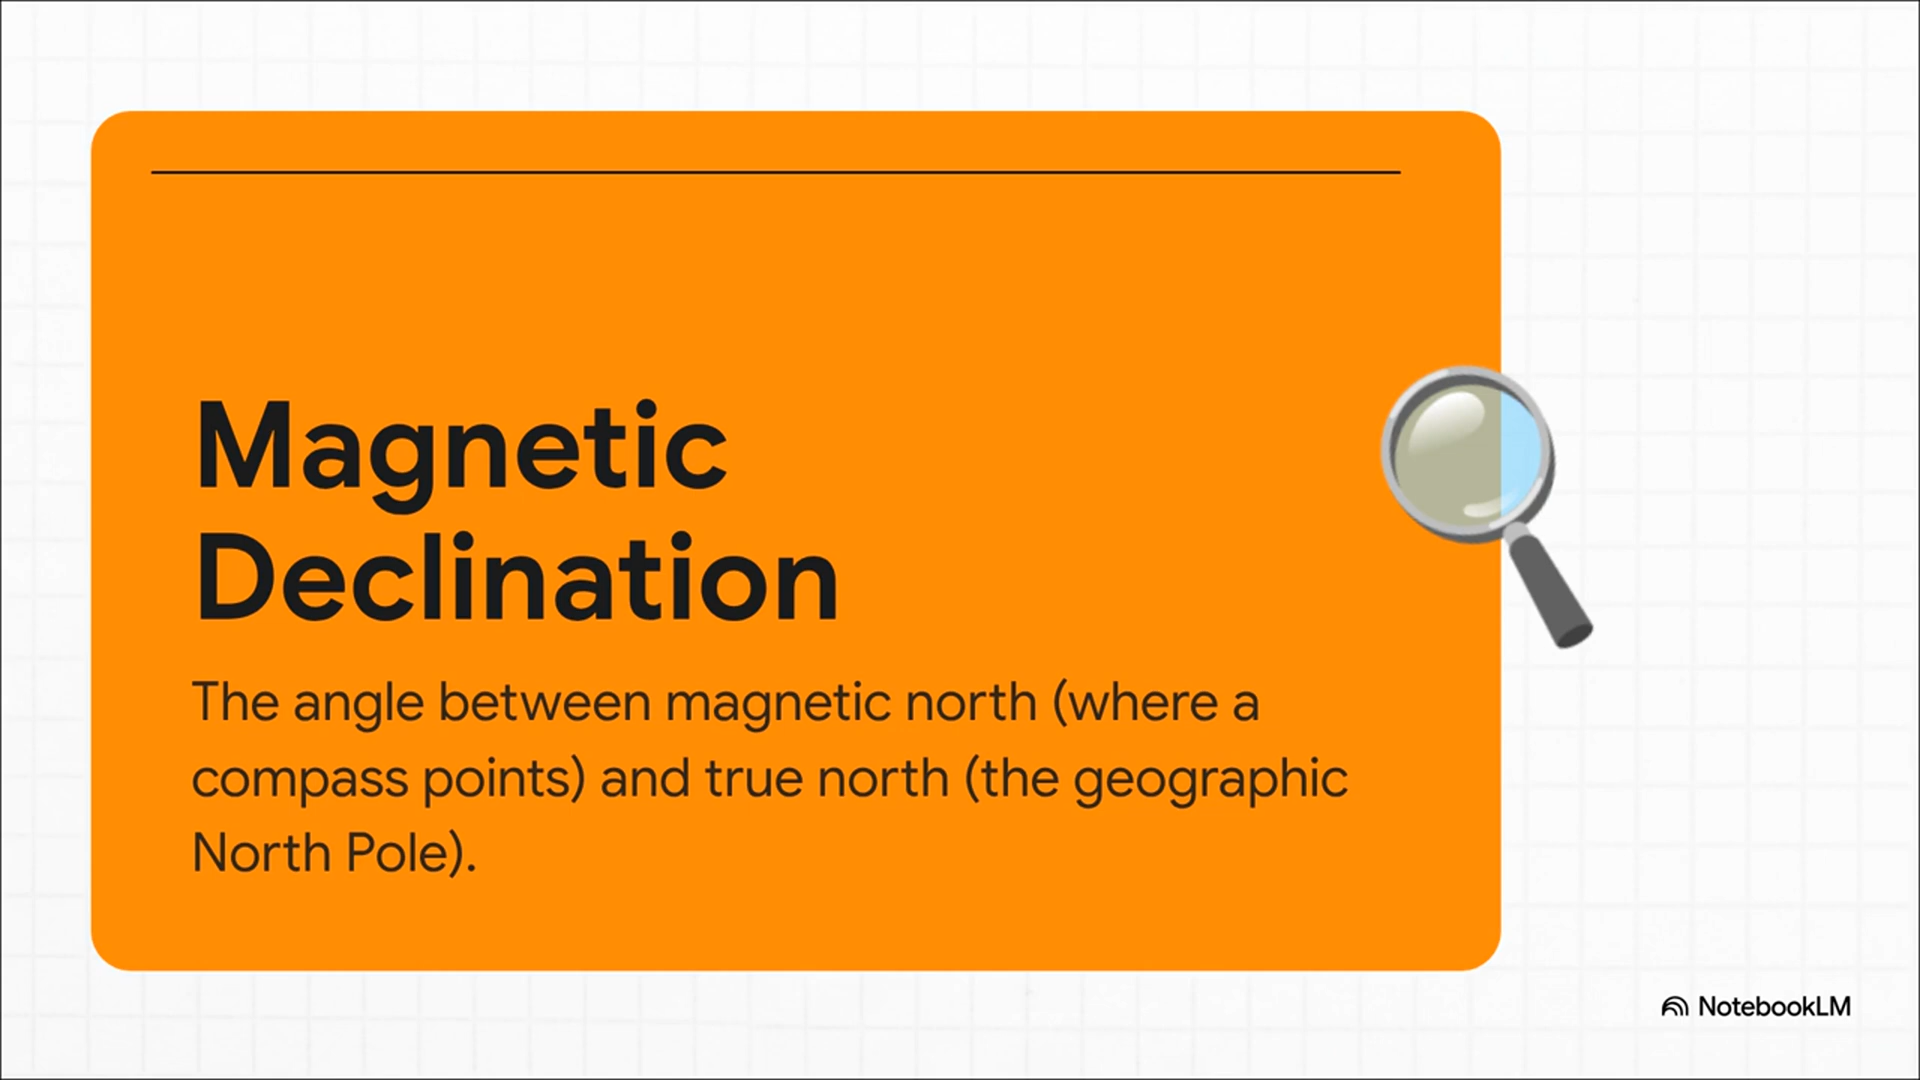 Magnetic
Declination
The angle between magnetic north (where a
compass points) and true north (the geographic
North Pole).
NotebookLM